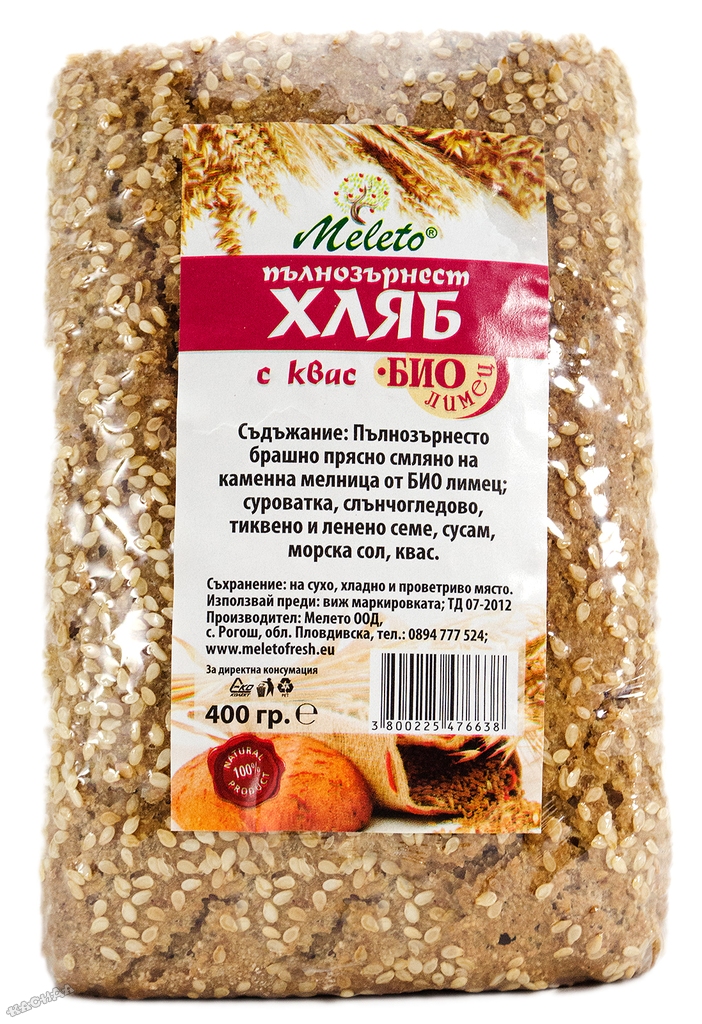 Meleto®
пълнозърнест
ХЛЯБ
с квас •БИО
лимец
Съдъжание: Пълнозърнесто
брашно прясно смляно на
каменна мелница от БИО лимец;
суроватка, слънчогледово,
тиквено и ленено семе, сусам,
морска сол, квас.
Съхранение: на сухо, хладно и проветриво място.
Използвай преди: виж маркировката; ТД 07-2012
Производител: Мелето ООД,
с. Рогош, обл. Пловдивска, тел.: 0894 777 524;
www.meletofresh.eu
За директна консумация
Еко
400 гр. ℮
3 800225 476638
NATURAL
100%
PRODUCT